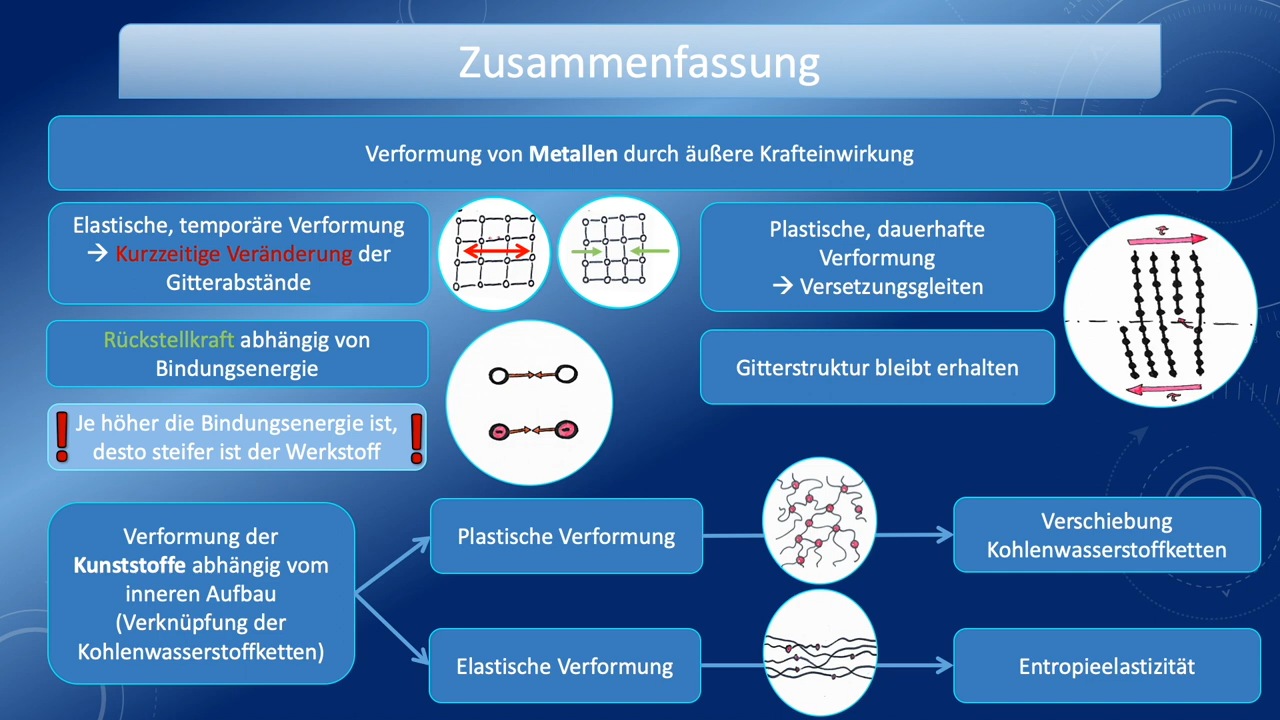 Zusammenfassung
Verformung von Metallen durch äußere Krafteinwirkung
Elastische, temporäre Verformung
→ Kurzzeitige Veränderung der
Gitterabstände
Rückstellkraft abhängig von
Bindungsenergie
! Je höher die Bindungsenergie ist, !
desto steifer ist der Werkstoff
Plastische, dauerhafte
Verformung
→ Versetzungsgleiten
Gitterstruktur bleibt erhalten
τ
τ
Verformung der
Kunststoffe abhängig vom
inneren Aufbau
(Verknüpfung der
Kohlenwasserstoffketten)
Plastische Verformung
Verschiebung
Kohlenwasserstoffketten
Elastische Verformung
Entropieelastizität